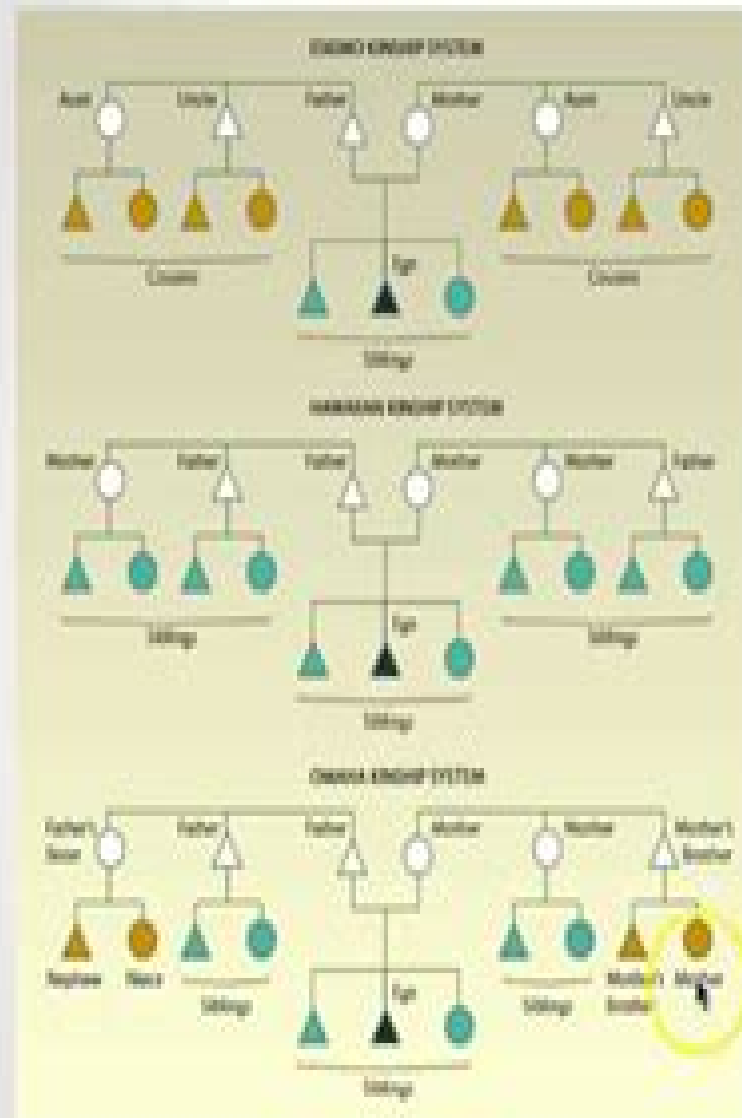 ESKIMO KINSHIP SYSTEM
Aunt Uncle Father Mother Aunt Uncle
Cousins Cousins
Ego
Siblings
HAWAIIAN KINSHIP SYSTEM
Mother Father Father Mother Mother Father
Siblings Siblings
Ego
Siblings
OMAHA KINSHIP SYSTEM
Father's Father Father Mother Mother Mother's
Sister Brother
Nephew Niece Mother's Mother
Siblings Siblings Brother
Ego
Siblings